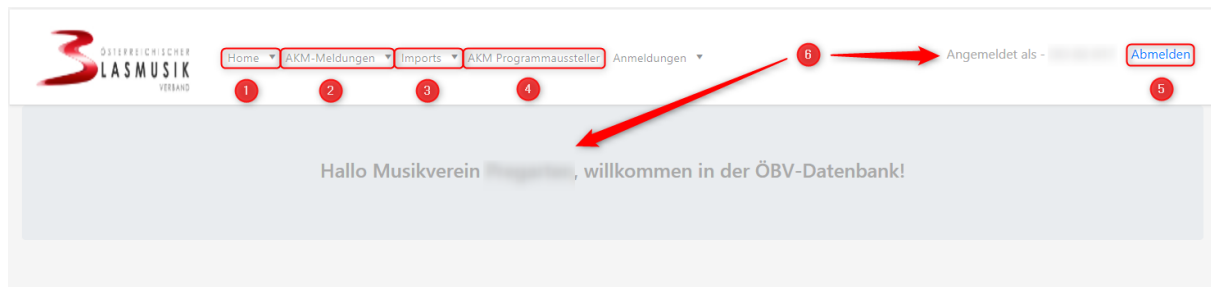 ÖSTERREICHISCHER
BLASMUSIK
VERBAND
Home AKM-Meldungen Imports AKM Programmaussteller Anmeldungen 6 Angemeldet als - Abmelden
1 2 3 4 5
Hallo Musikverein , willkommen in der ÖBV-Datenbank!